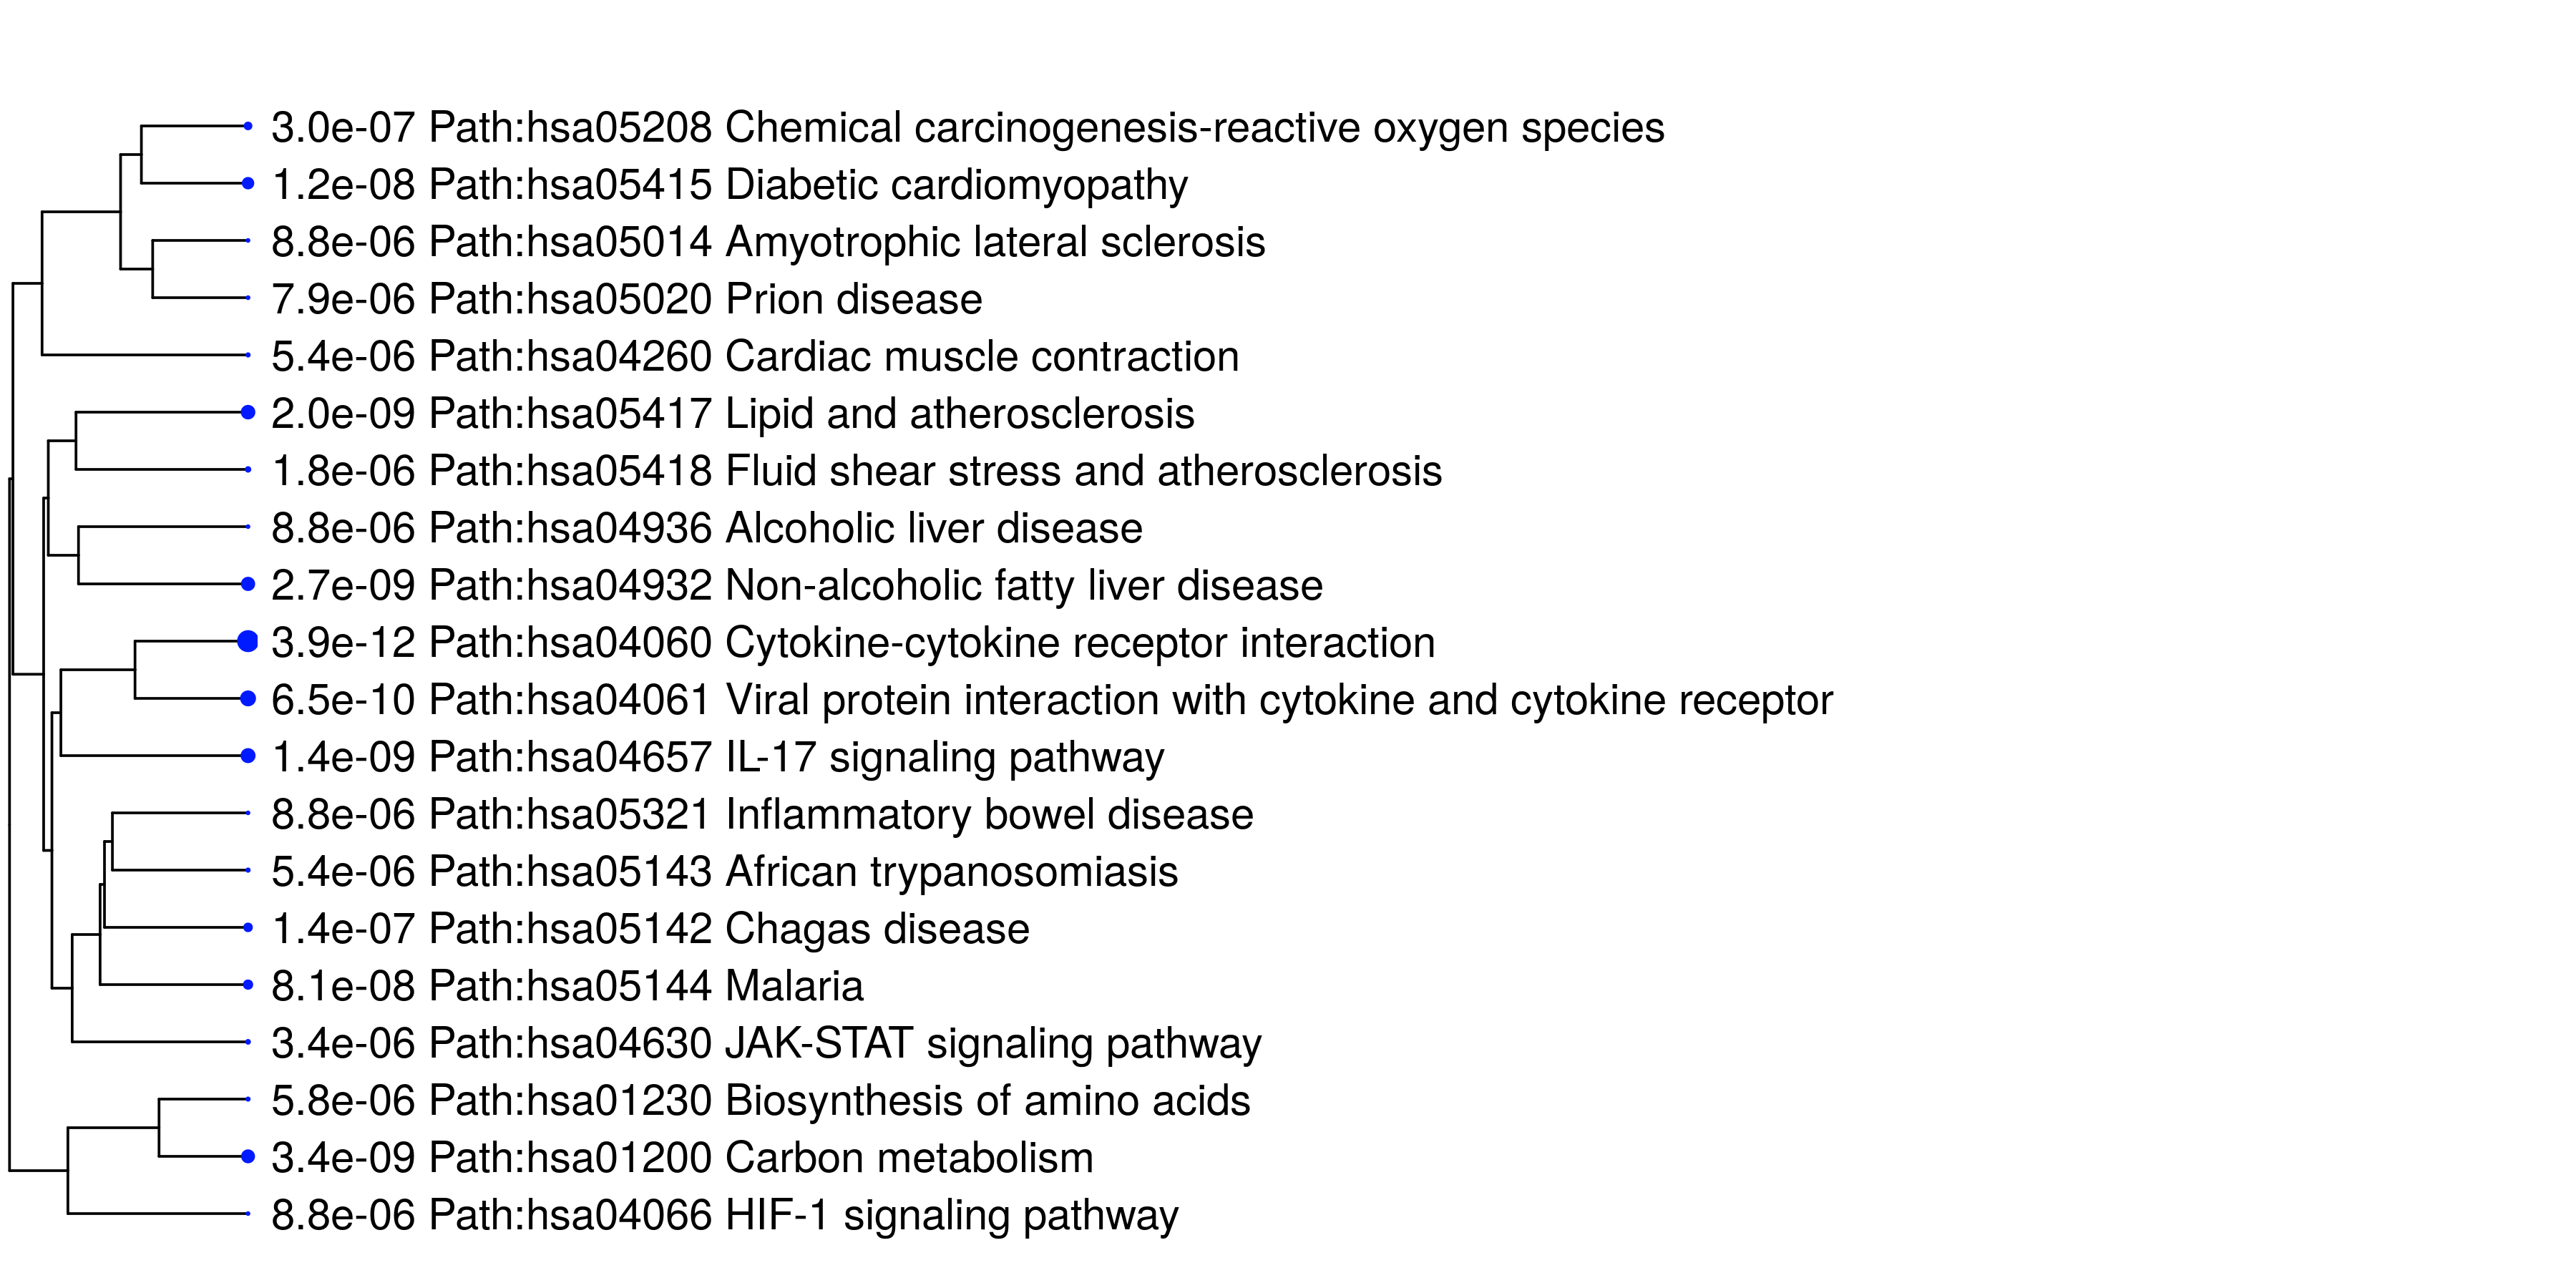 3.0e-07 Path:hsa05208 Chemical carcinogenesis-reactive oxygen species
1.2e-08 Path:hsa05415 Diabetic cardiomyopathy
8.8e-06 Path:hsa05014 Amyotrophic lateral sclerosis
7.9e-06 Path:hsa05020 Prion disease
5.4e-06 Path:hsa04260 Cardiac muscle contraction
2.0e-09 Path:hsa05417 Lipid and atherosclerosis
1.8e-06 Path:hsa05418 Fluid shear stress and atherosclerosis
8.8e-06 Path:hsa04936 Alcoholic liver disease
2.7e-09 Path:hsa04932 Non-alcoholic fatty liver disease
3.9e-12 Path:hsa04060 Cytokine-cytokine receptor interaction
6.5e-10 Path:hsa04061 Viral protein interaction with cytokine and cytokine receptor
1.4e-09 Path:hsa04657 IL-17 signaling pathway
8.8e-06 Path:hsa05321 Inflammatory bowel disease
5.4e-06 Path:hsa05143 African trypanosomiasis
1.4e-07 Path:hsa05142 Chagas disease
8.1e-08 Path:hsa05144 Malaria
3.4e-06 Path:hsa04630 JAK-STAT signaling pathway
5.8e-06 Path:hsa01230 Biosynthesis of amino acids
3.4e-09 Path:hsa01200 Carbon metabolism
8.8e-06 Path:hsa04066 HIF-1 signaling pathway